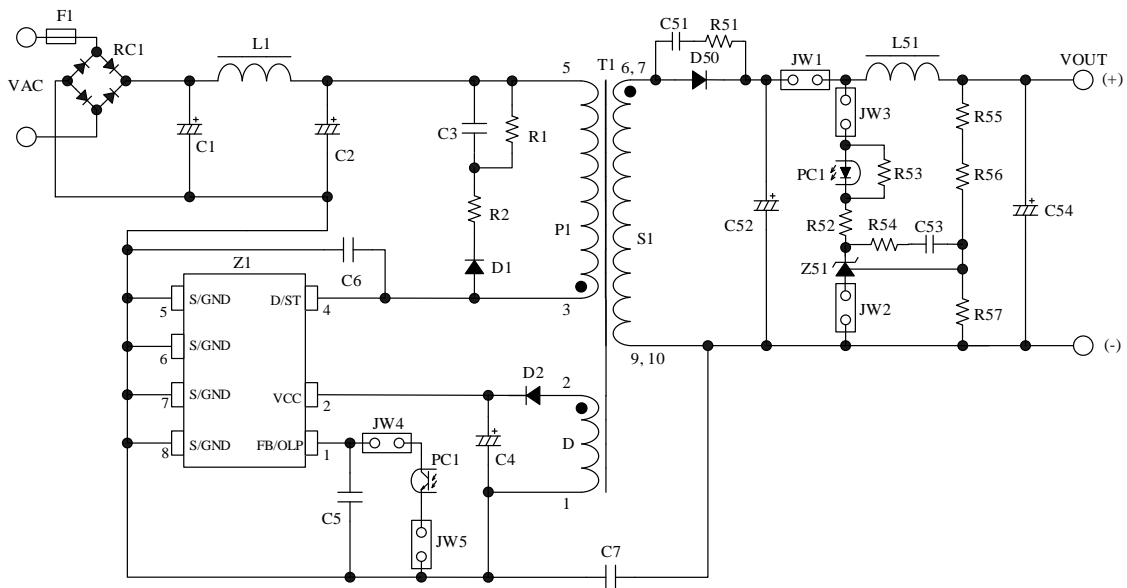 F1
RC1
VAC
L1
C1
C2
C3
R1
R2
D1
P1
S1
T1
5
3
6, 7
9, 10
C51
R51
D50
JW1
L51
VOUT
(+)
(-)
JW3
PC1
R53
R52
R54
C53
Z51
JW2
R55
R56
R57
C52
C54
C6
Z1
S/GND
5
D/ST
4
S/GND
6
S/GND
7
VCC
2
S/GND
8
FB/OLP
1
D2
2
D
1
C4
JW4
PC1
JW5
C5
C7